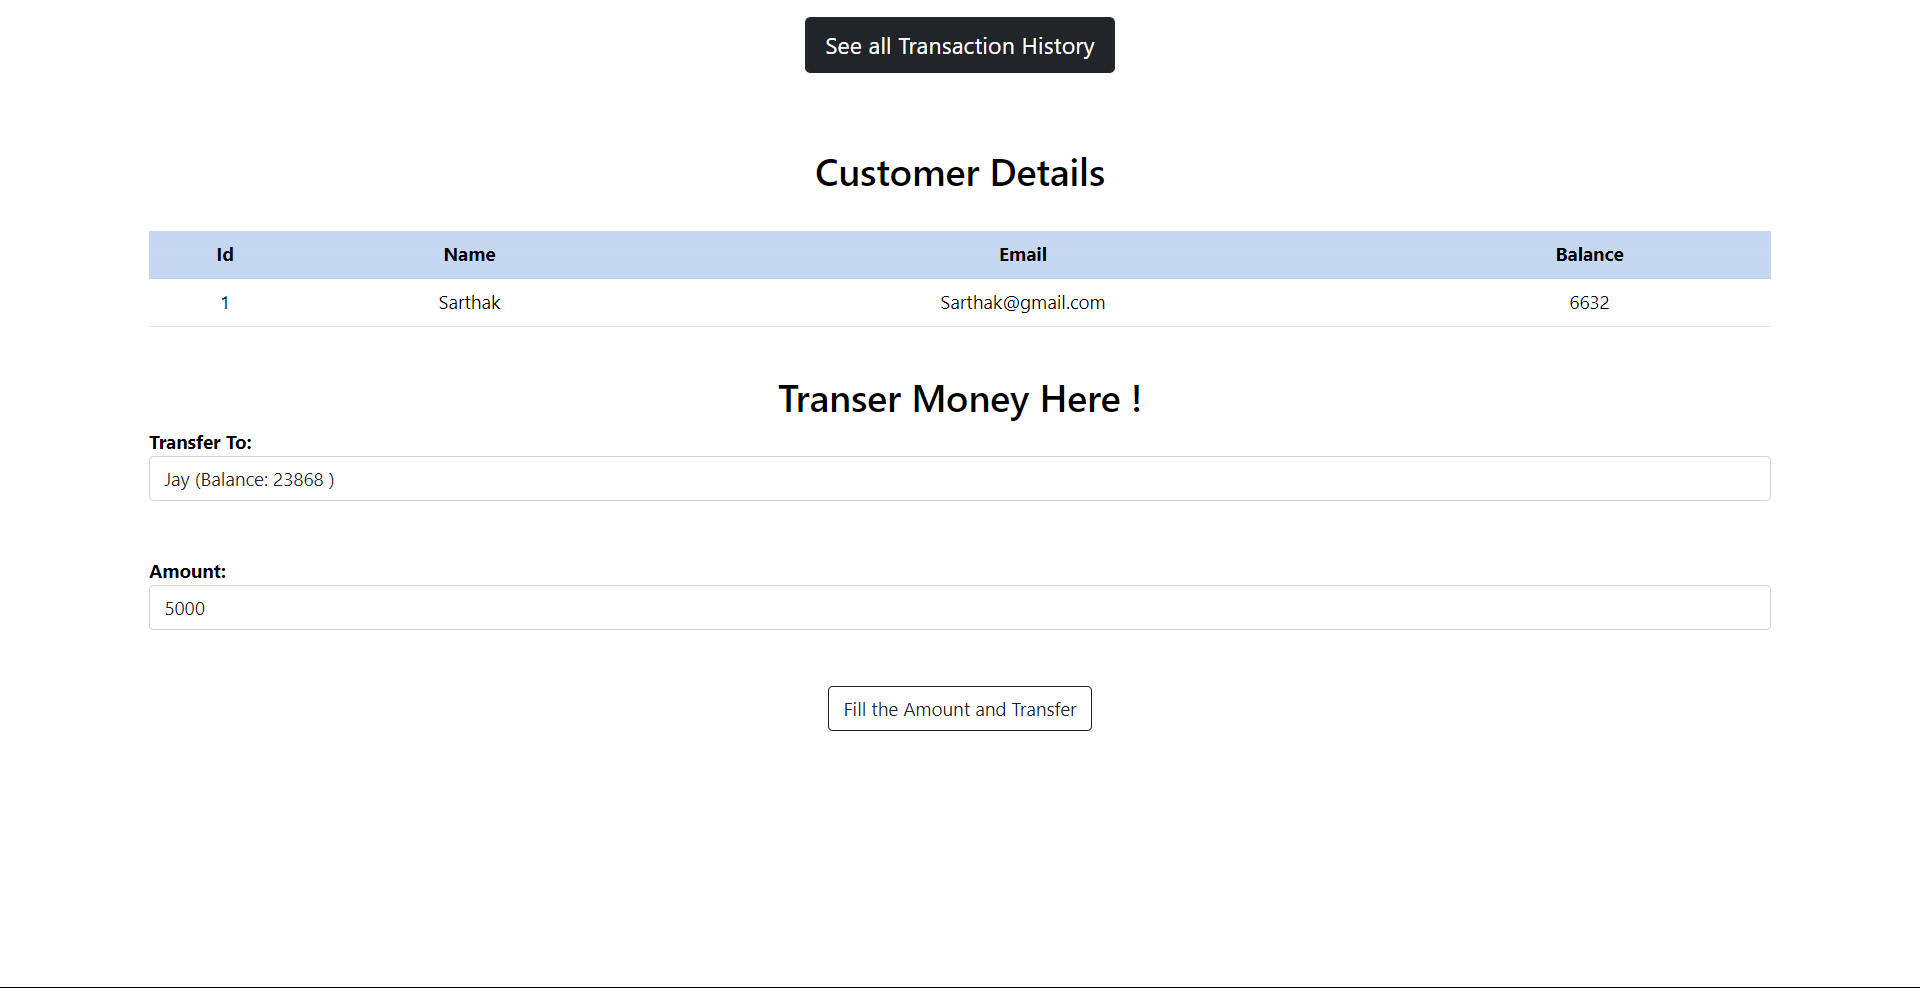 See all Transaction History
Customer Details
Id Name Email Balance
1 Sarthak Sarthak@gmail.com 6632
Transer Money Here !
Transfer To:
Jay (Balance: 23868 )
Amount:
5000
Fill the Amount and Transfer